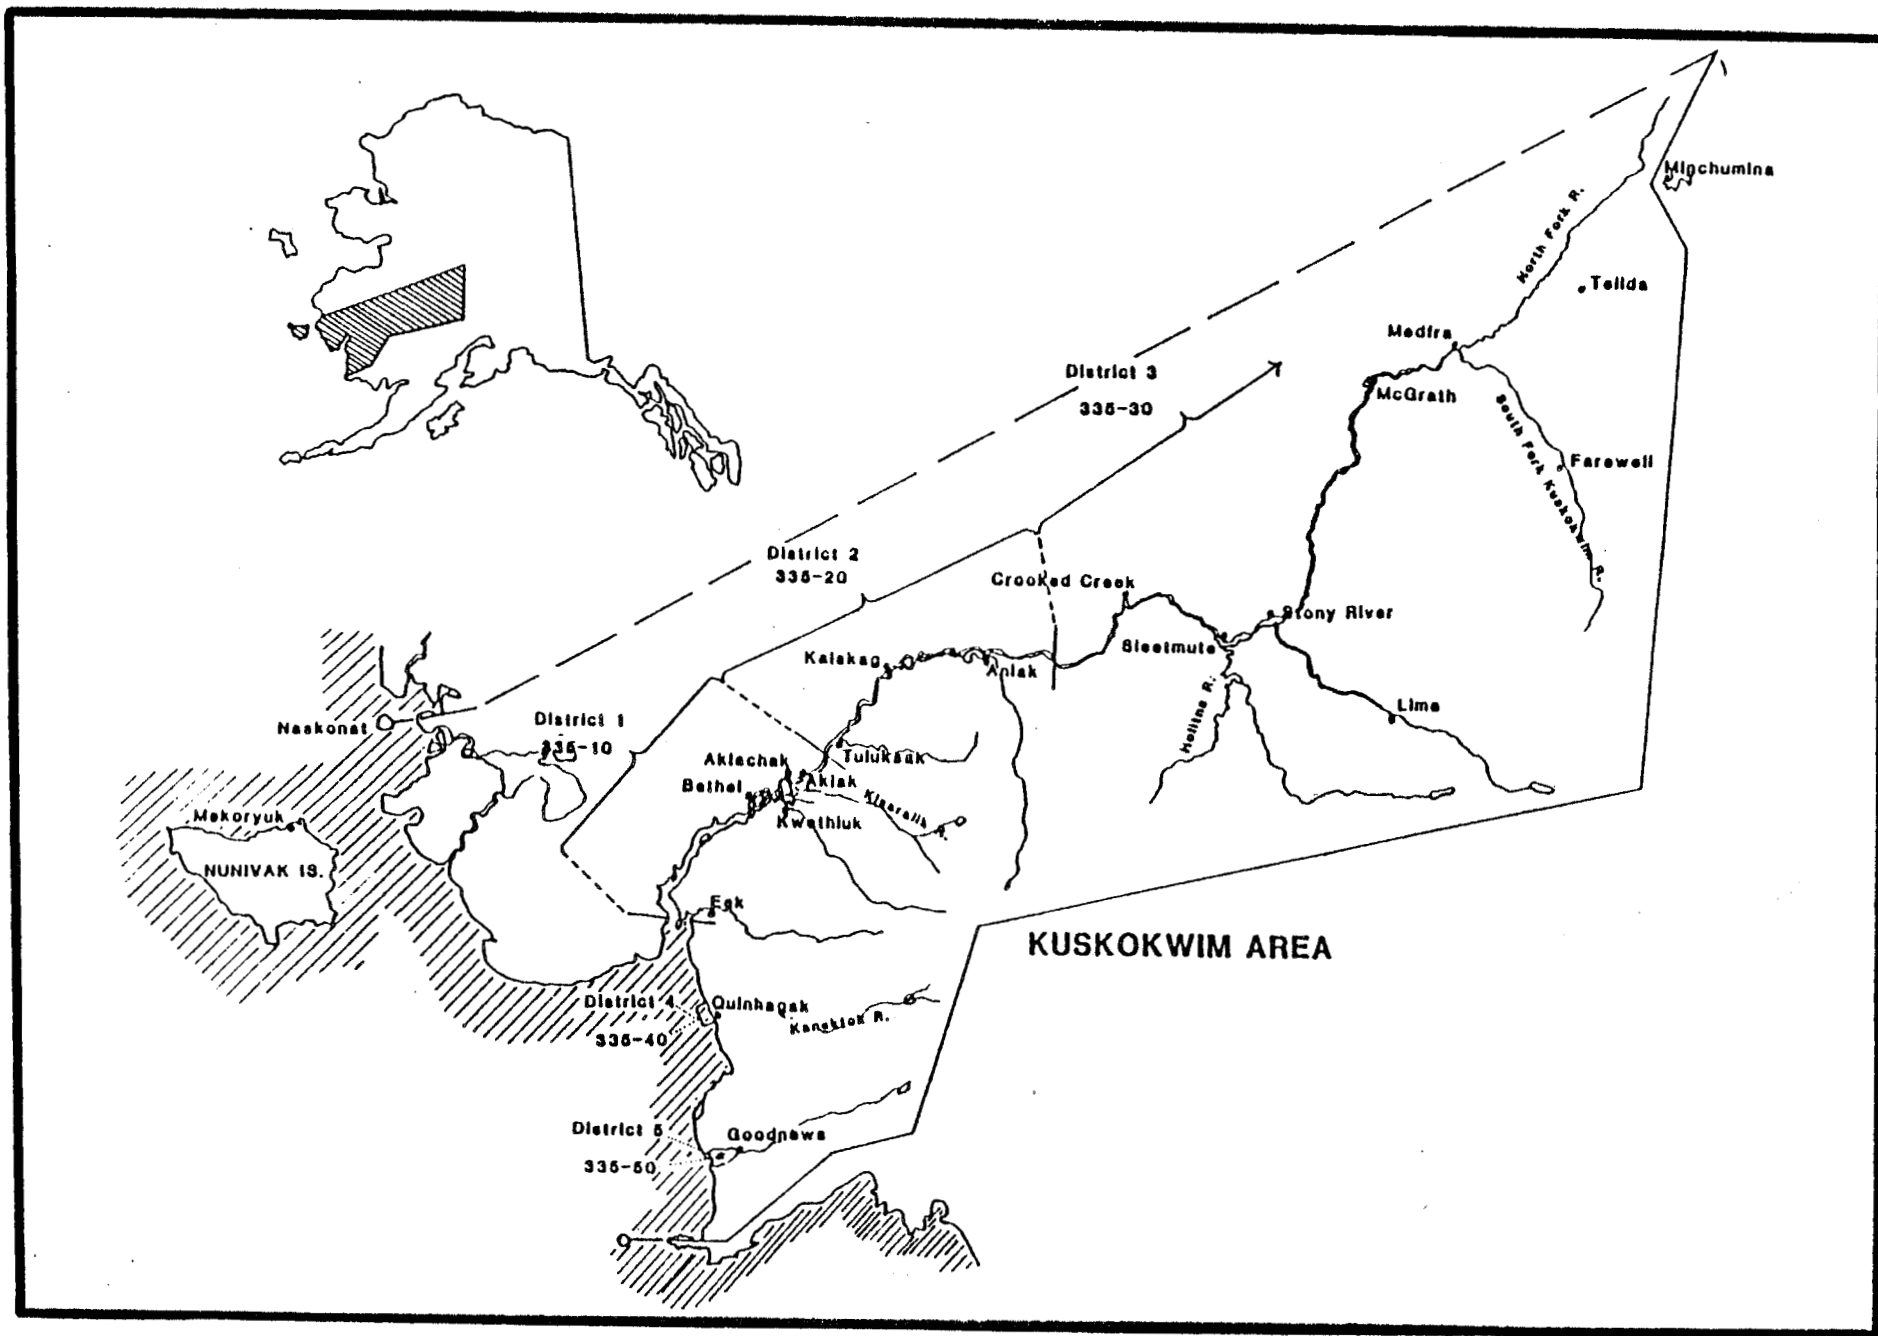 Minchumina
North Fork R.
Telida
Medfra
District 3
335-30
McGrath
South Fork Kuskokwim R.
Farewell
District 2
335-20
Crooked Creek
Stony River
Sleetmute
Kalskag
Aniak
Holitna R.
Lime
Naskonat
District 1
335-10
Tuluksak
Akiachak
Akiak
Bethel
Kisaralik R.
Kwethluk
Mekoryuk
NUNIVAK IS.
Eek
KUSKOKWIM AREA
District 4
Quinhagak
335-40
Kanektok R.
District 5
Goodnews
335-50